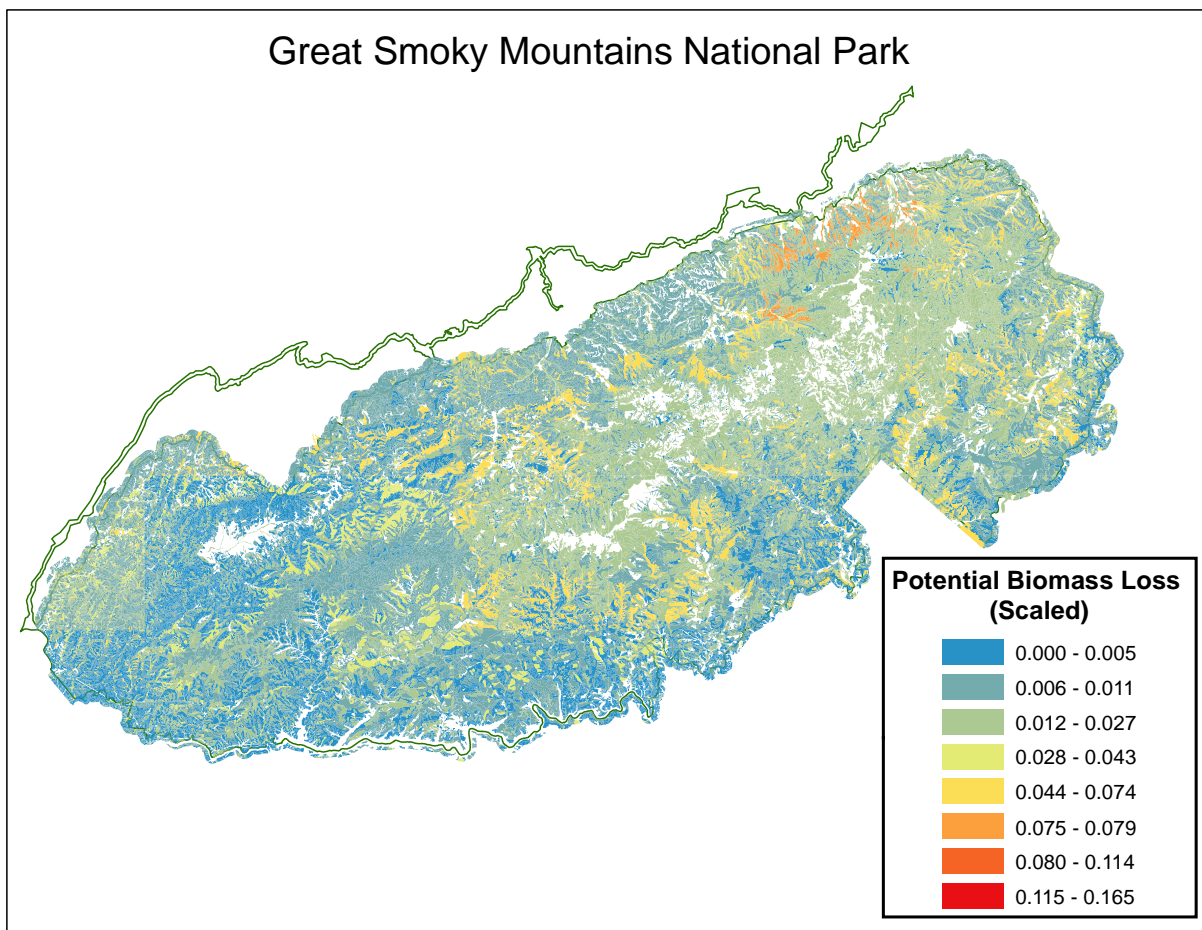 Great Smoky Mountains National Park
Potential Biomass Loss
(Scaled)
0.000 - 0.005
0.006 - 0.011
0.012 - 0.027
0.028 - 0.043
0.044 - 0.074
0.075 - 0.079
0.080 - 0.114
0.115 - 0.165